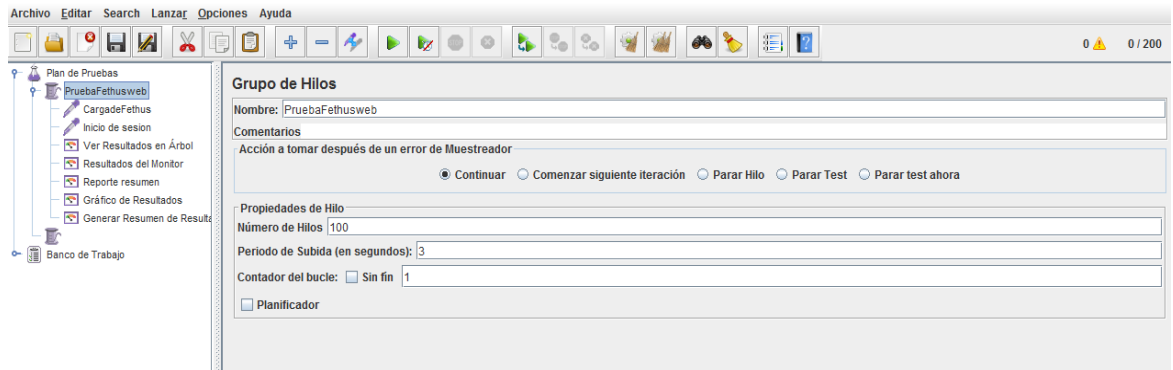 Archivo Editar Search Lanzar Opciones Ayuda
0 0 / 200
Plan de Pruebas
PruebaFethusweb
CargadeFethus
Inicio de sesion
Ver Resultados en Árbol
Resultados del Monitor
Reporte resumen
Gráfico de Resultados
Generar Resumen de Resulta
Banco de Trabajo
Grupo de Hilos
Nombre: PruebaFethusweb
Comentarios
Acción a tomar después de un error de Muestreador
Continuar Comenzar siguiente iteración Parar Hilo Parar Test Parar test ahora
Propiedades de Hilo
Número de Hilos 100
Periodo de Subida (en segundos): 3
Contador del bucle: Sin fin 1
Planificador